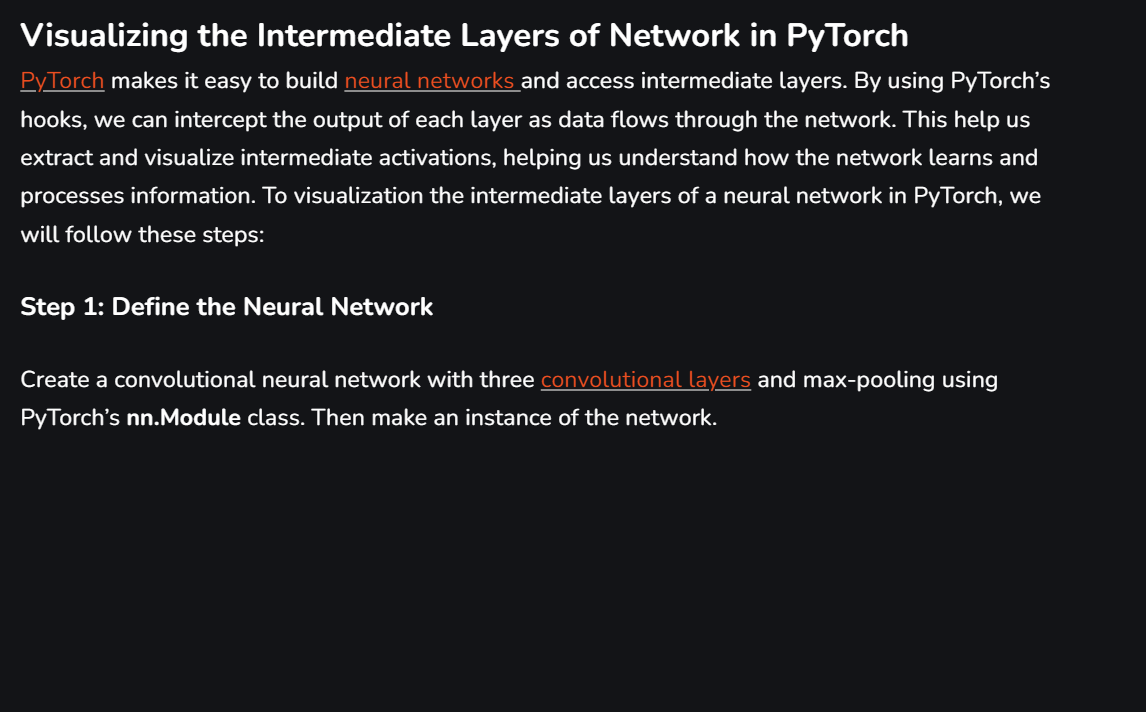 Visualizing the Intermediate Layers of Network in PyTorch
PyTorch makes it easy to build neural networks and access intermediate layers. By using PyTorch’s
hooks, we can intercept the output of each layer as data flows through the network. This help us
extract and visualize intermediate activations, helping us understand how the network learns and
processes information. To visualization the intermediate layers of a neural network in PyTorch, we
will follow these steps:
Step 1: Define the Neural Network
Create a convolutional neural network with three convolutional layers and max-pooling using
PyTorch’s nn.Module class. Then make an instance of the network.